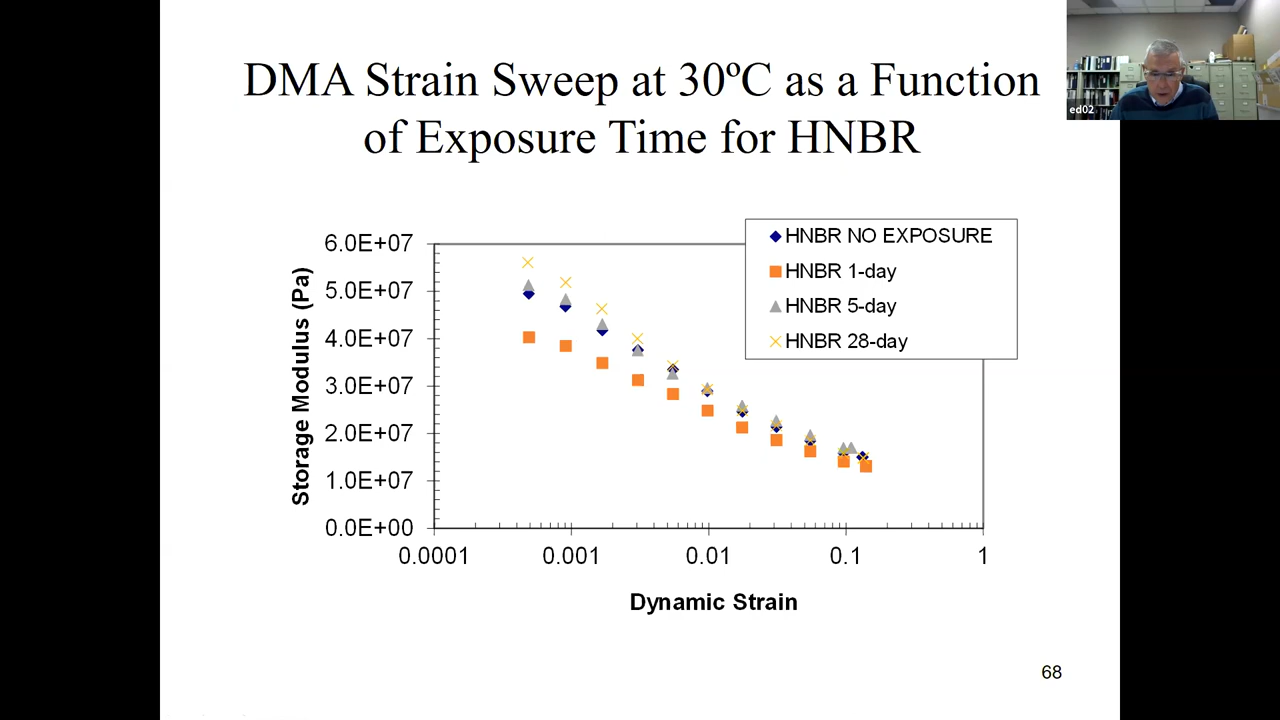 DMA Strain Sweep at 30ºC as a Function
of Exposure Time for HNBR
ed02
HNBR NO EXPOSURE
HNBR 1-day
HNBR 5-day
HNBR 28-day
Storage Modulus (Pa)
6.0E+07
5.0E+07
4.0E+07
3.0E+07
2.0E+07
1.0E+07
0.0E+00
0.0001 0.001 0.01 0.1 1
Dynamic Strain
68